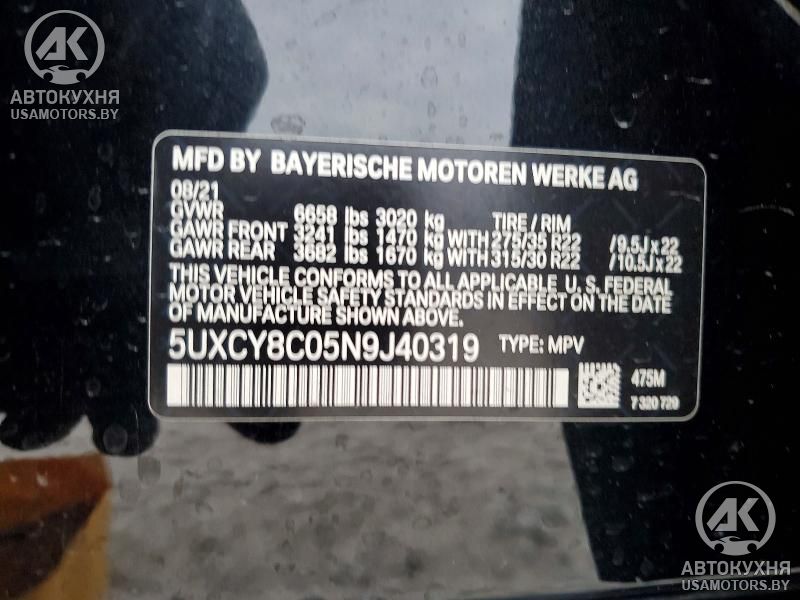 AK
АВТОКУХНЯ
USAMOTORS.BY
MFD BY BAYERISCHE MOTOREN WERKE AG
08/21
GVWR 6658 lbs 3020 kg TIRE / RIM
GAWR FRONT 3241 lbs 1470 kg WITH 275/35 R22 /9.5J x 22
GAWR REAR 3682 lbs 1670 kg WITH 315/30 R22 /10.5J x 22
THIS VEHICLE CONFORMS TO ALL APPLICABLE U. S. FEDERAL
MOTOR VEHICLE SAFETY STANDARDS IN EFFECT ON THE DATE
OF MANUFACTURE SHOWN ABOVE.
5UXCY8C05N9J40319 TYPE: MPV
475M
7 320 720
AK
АВТОКУХНЯ
USAMOTORS.BY